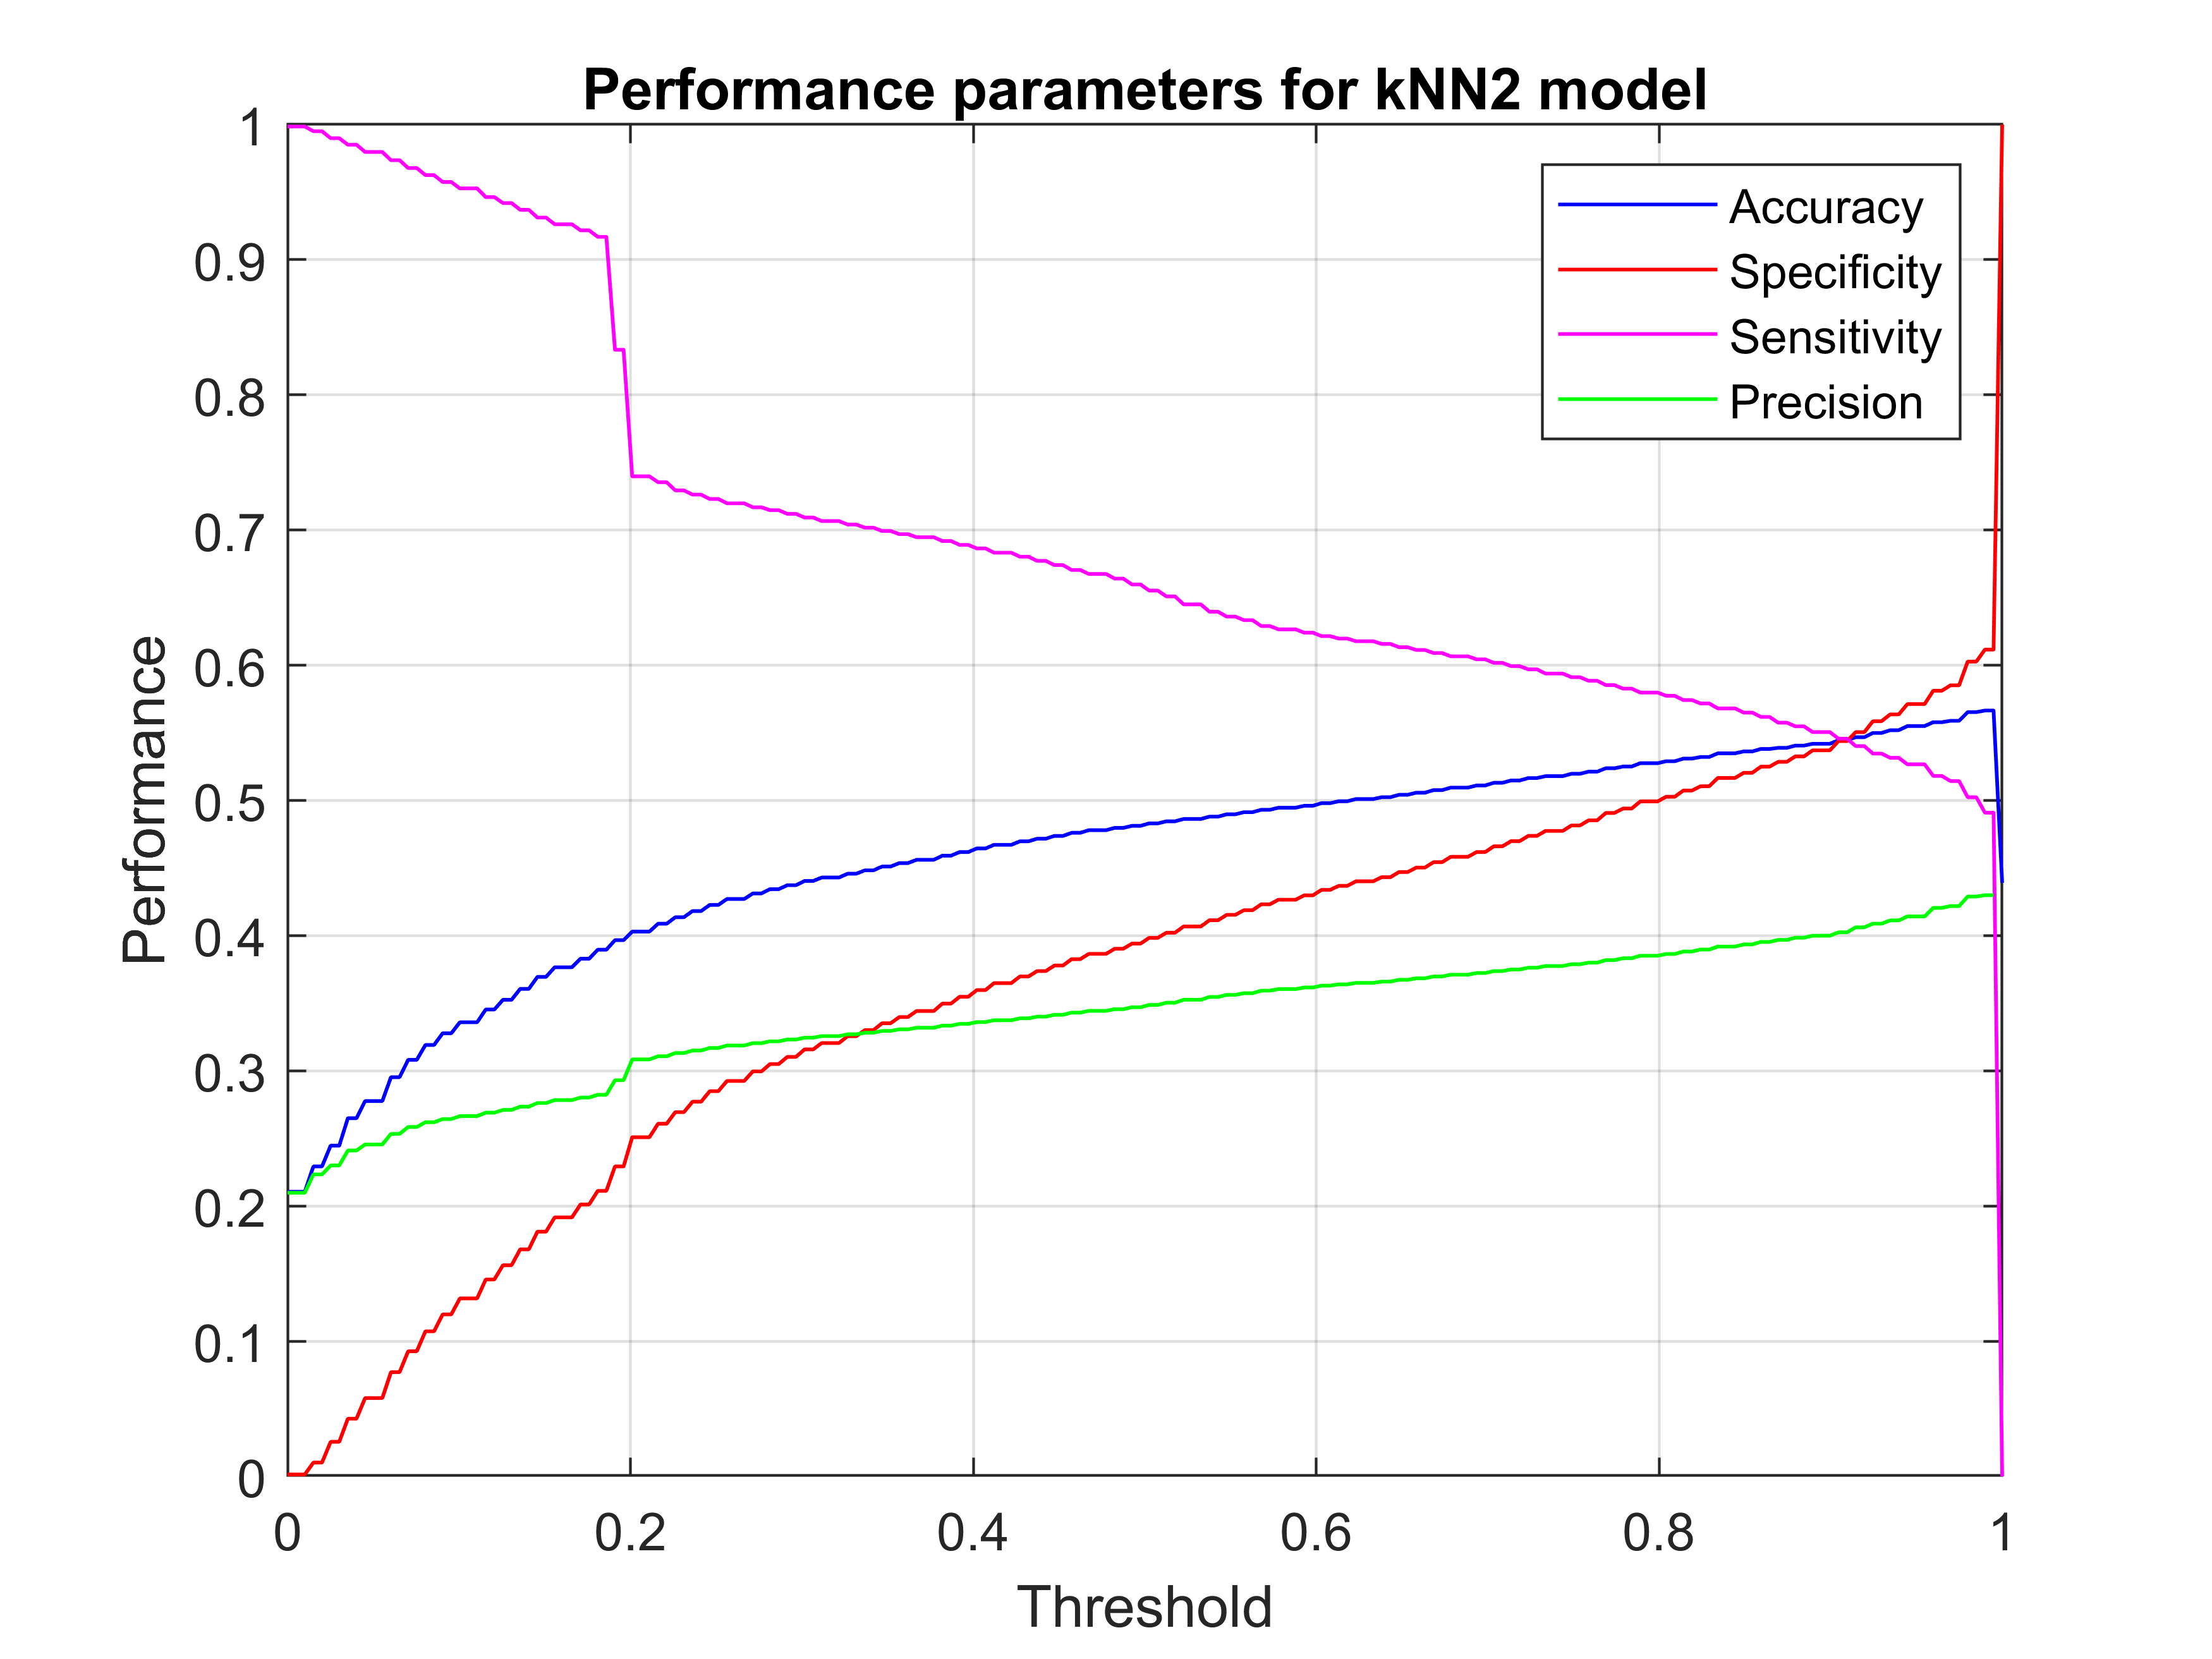 Performance parameters for kNN2 model
1
0.9
0.8
0.7
0.6
0.5
0.4
0.3
0.2
0.1
0
Performance
Accuracy
Specificity
Sensitivity
Precision
0 0.2 0.4 0.6 0.8 1
Threshold